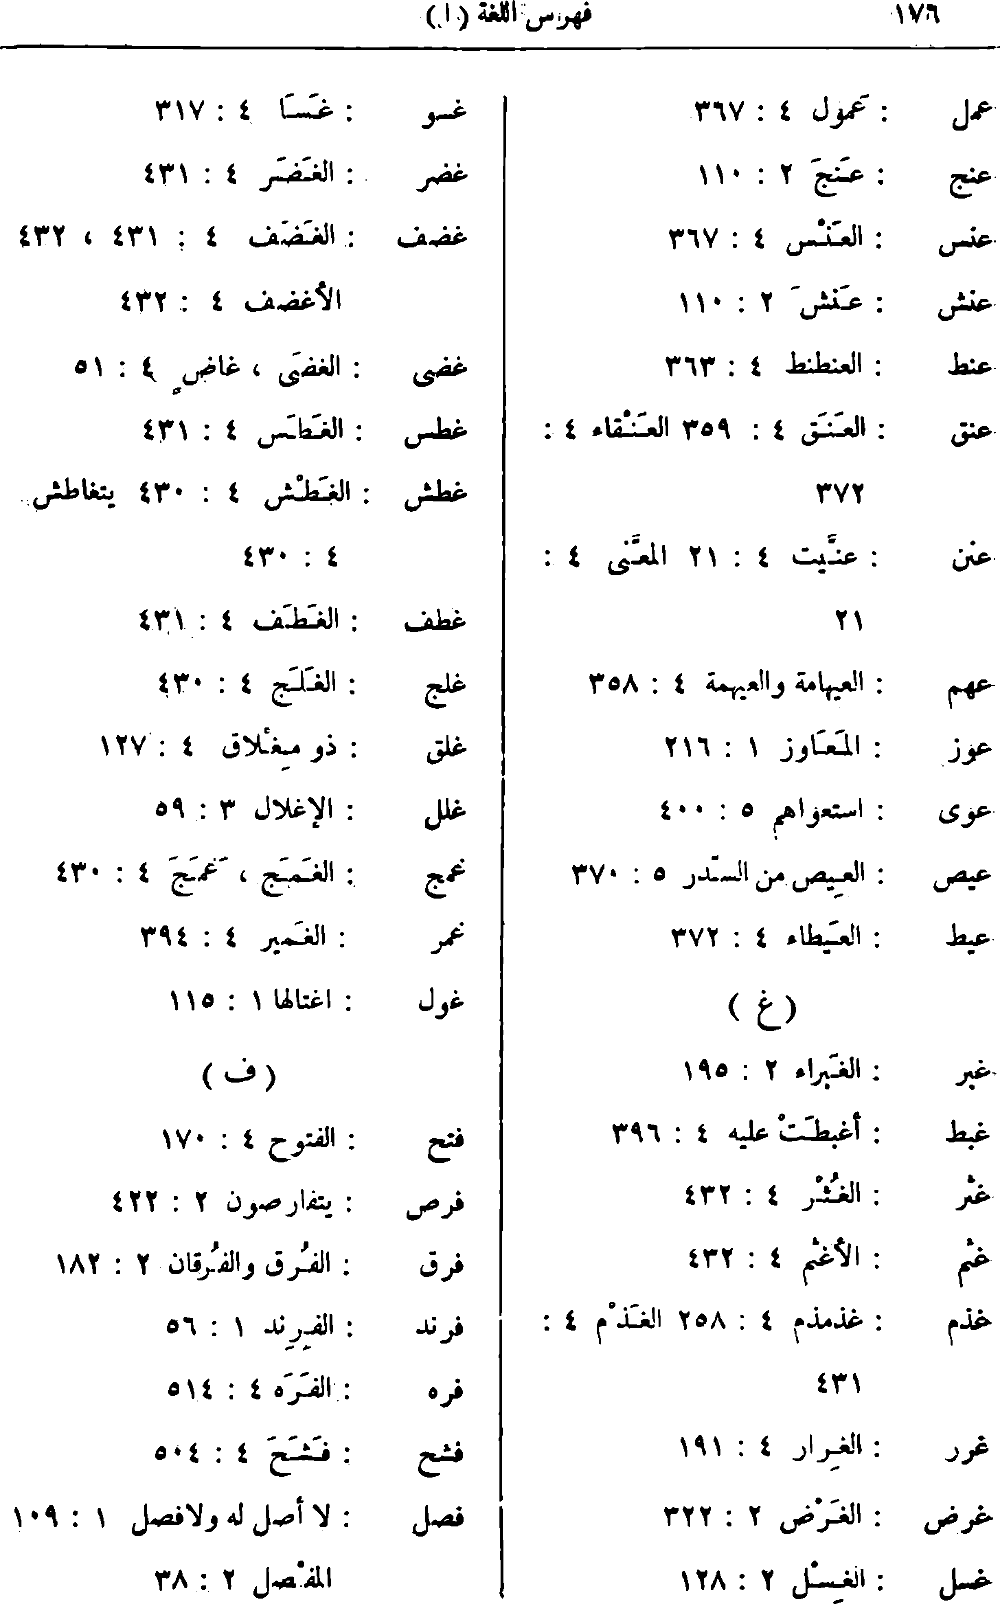 ١٧٦
فهرس اللغة (١)
عمل : عَمُول ٤ : ٣٦٧
عنج : عَنَجَ ٢ : ١١٠
عنس : العَنْس ٤ : ٣٦٧
عنش : عَنَشَ ٢ : ١١٠
عنط : العنطنط ٤ : ٣٦٣
عنق : العَنَق ٤ : ٣٥٩ العَنْقاء ٤ :
٣٧٢
عنن : عنَّيت ٤ : ٢١ المعَنَّى ٤ :
٢١
عهم : العيهامة والعيهمة ٤ : ٣٥٨
عوز : المَعَاوز ١ : ٢١٦
عوى : استعواهم ٥ : ٤٠٠
عيص : العِيص من السّدر ٥ : ٣٧٠
عيط : العَيطاء ٤ : ٣٧٢
( غ )
غبر : الغَبراء ٢ : ١٩٥
غبط : أغبطَتْ عليه ٤ : ٣٩٦
غثر : الغُثْر ٤ : ٤٣٢
غثم : الأغثم ٤ : ٤٣٢
غذم : غذمذم ٤ : ٢٥٨ الغَذْم ٤ :
٤٣١
غرر : الغِرار ٤ : ١٩١
غرض : الغَرْض ٢ : ٣٢٢
غسل : الغِسْل ٢ : ١٢٨
غسو : غَسَا ٤ : ٣١٧
غضر : الغَضَر ٤ : ٤٣١
غضف : الغَضَف ٤ : ٤٣١ ، ٤٣٢
الأغضف ٤ : ٤٣٢
غضى : الغضَى ، غاضٍ ٤ : ٥١
غطس : الغَطَس ٤ : ٤٣١
غطش : الغَطْش ٤ : ٤٣٠ يتغاطش
٤ : ٤٣٠
غطف : الغَطَف ٤ : ٤٣١
غلج : الغَلَج ٤ : ٤٣٠
غلق : ذو مِغْلاق ٤ : ١٢٧
غلل : الإغلال ٣ : ٥٩
غمج : الغَمَج ، غَمَجَ ٤ : ٤٣٠
غمر : الغَمير ٤ : ٣٩٤
غول : اغتالها ١ : ١١٥
( ف )
فتح : الفتوح ٤ : ١٧٠
فرص : يتفارصون ٢ : ٤٢٢
فرق : الفُرق والفُرقان ٢ : ١٨٢
فرند : الفِرِند ١ : ٥٦
فره : الفَرَه ٤ : ٥١٤
فشح : فَشَحَ ٤ : ٥٠٤
فصل : لا أصل له ولافصل ١ : ١٠٩
المفْصل ٢ : ٣٨